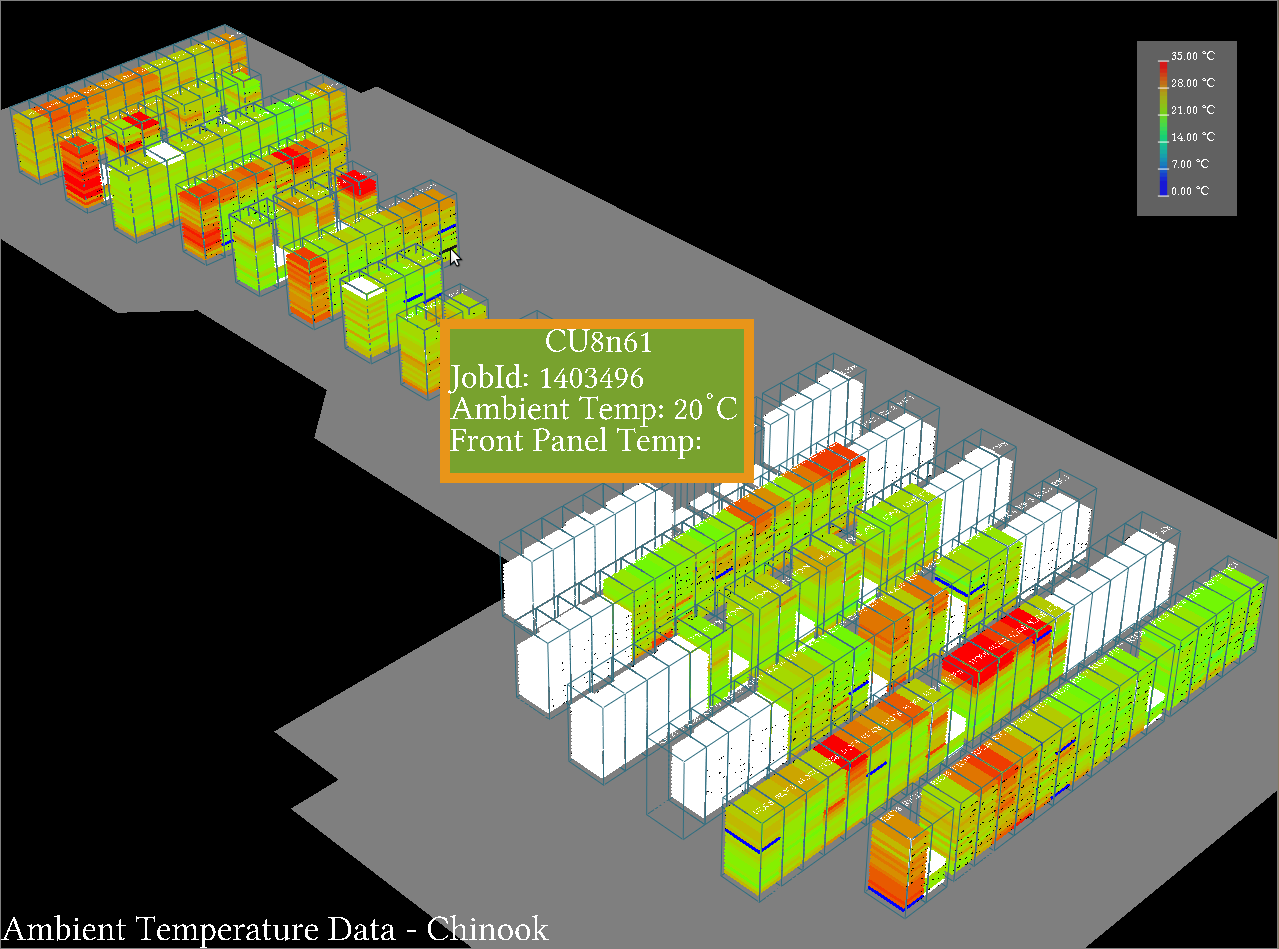 35.00 °C
28.00 °C
21.00 °C
14.00 °C
7.00 °C
0.00 °C
CU8n61
JobId: 1403496
Ambient Temp: 20°C
Front Panel Temp:
Ambient Temperature Data - Chinook